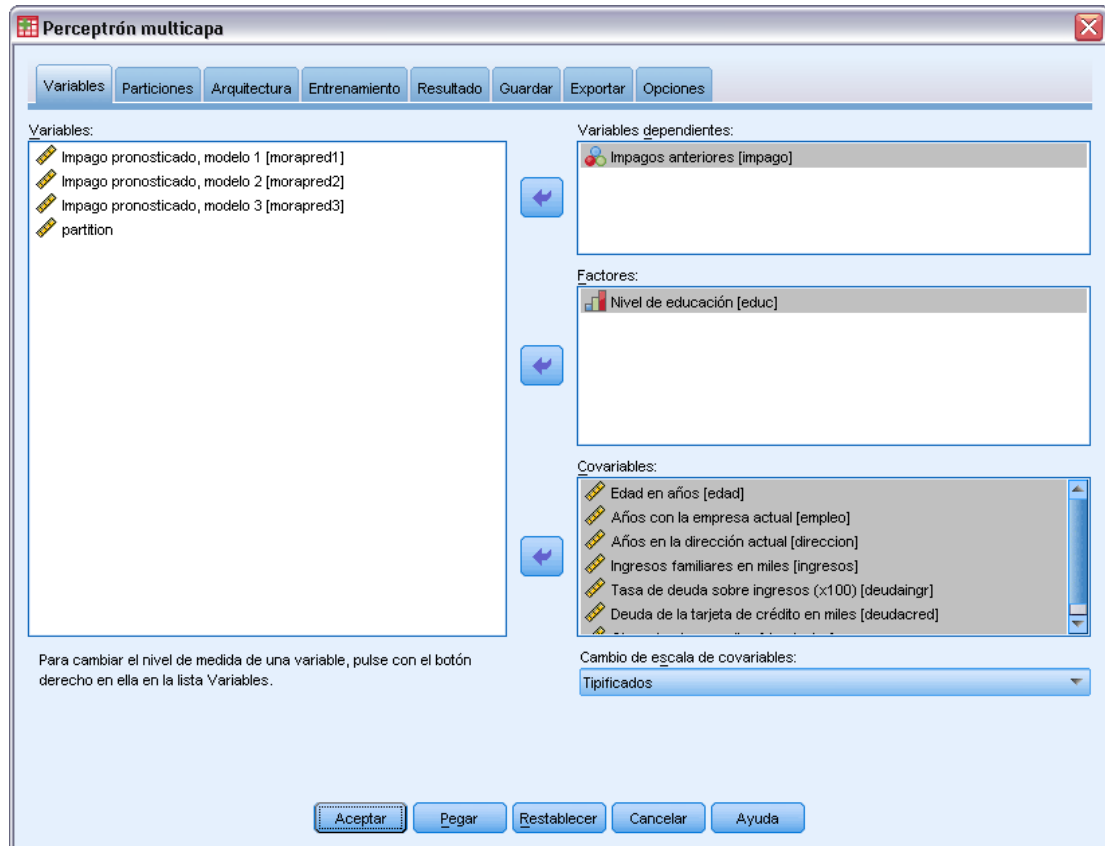 Perceptrón multicapa
Variables
Particiones
Arquitectura
Entrenamiento
Resultado
Guardar
Exportar
Opciones
Variables:
Impago pronosticado, modelo 1 [morapred1]
Impago pronosticado, modelo 2 [morapred2]
Impago pronosticado, modelo 3 [morapred3]
partition
Para cambiar el nivel de medida de una variable, pulse con el botón
derecho en ella en la lista Variables.
Variables dependientes:
Impagos anteriores [impago]
Factores:
Nivel de educación [educ]
Covariables:
Edad en años [edad]
Años con la empresa actual [empleo]
Años en la dirección actual [direccion]
Ingresos familiares en miles [ingresos]
Tasa de deuda sobre ingresos (x100) [deudaingr]
Deuda de la tarjeta de crédito en miles [deudacred]
Cambio de escala de covariables:
Tipificados
Aceptar
Pegar
Restablecer
Cancelar
Ayuda